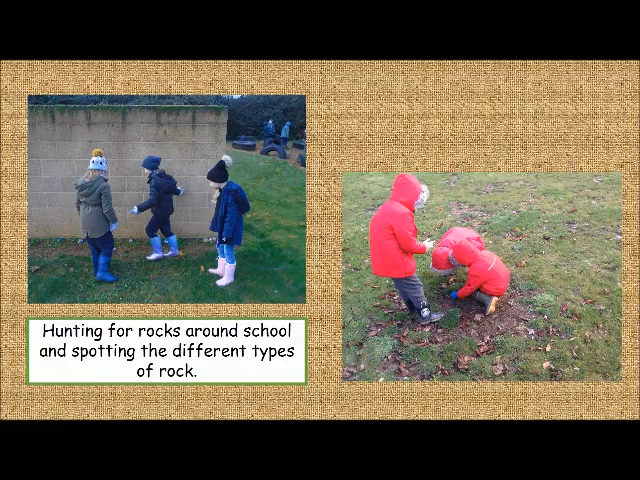 Hunting for rocks around school
and spotting the different types
of rock.